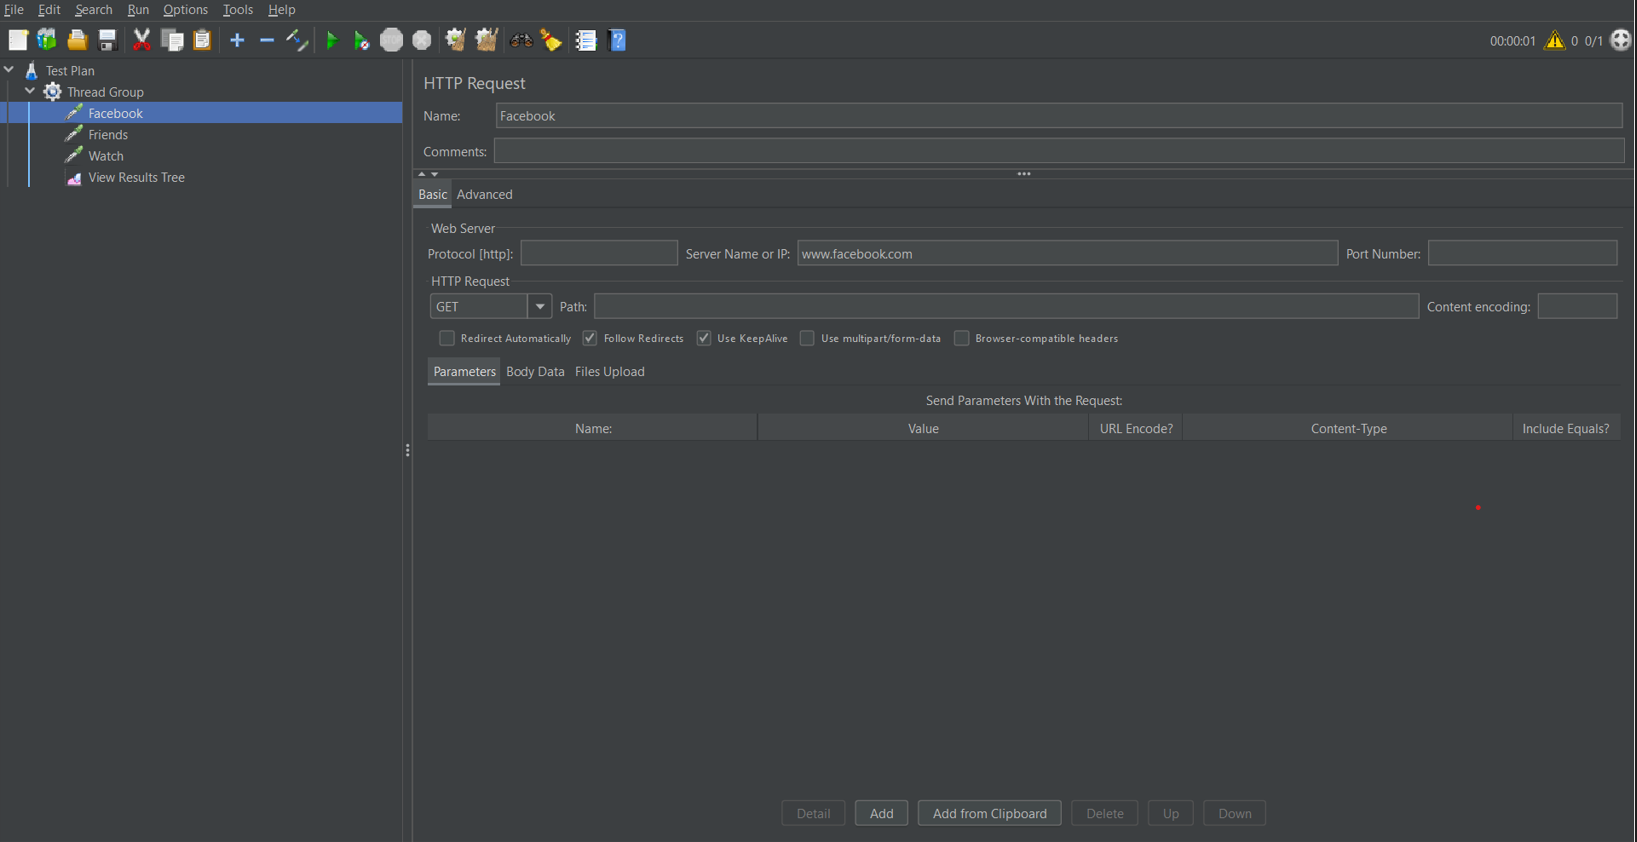 File Edit Search Run Options Tools Help
00:00:01 0 0/1
Test Plan
Thread Group
Facebook
Friends
Watch
View Results Tree
HTTP Request
Name: Facebook
Comments:
Basic Advanced
Web Server
Protocol [http]: Server Name or IP: www.facebook.com Port Number:
HTTP Request
GET Path: Content encoding:
Redirect Automatically Follow Redirects Use KeepAlive Use multipart/form-data Browser-compatible headers
Parameters Body Data Files Upload
Send Parameters With the Request:
Name: Value URL Encode? Content-Type Include Equals?
Detail Add Add from Clipboard Delete Up Down